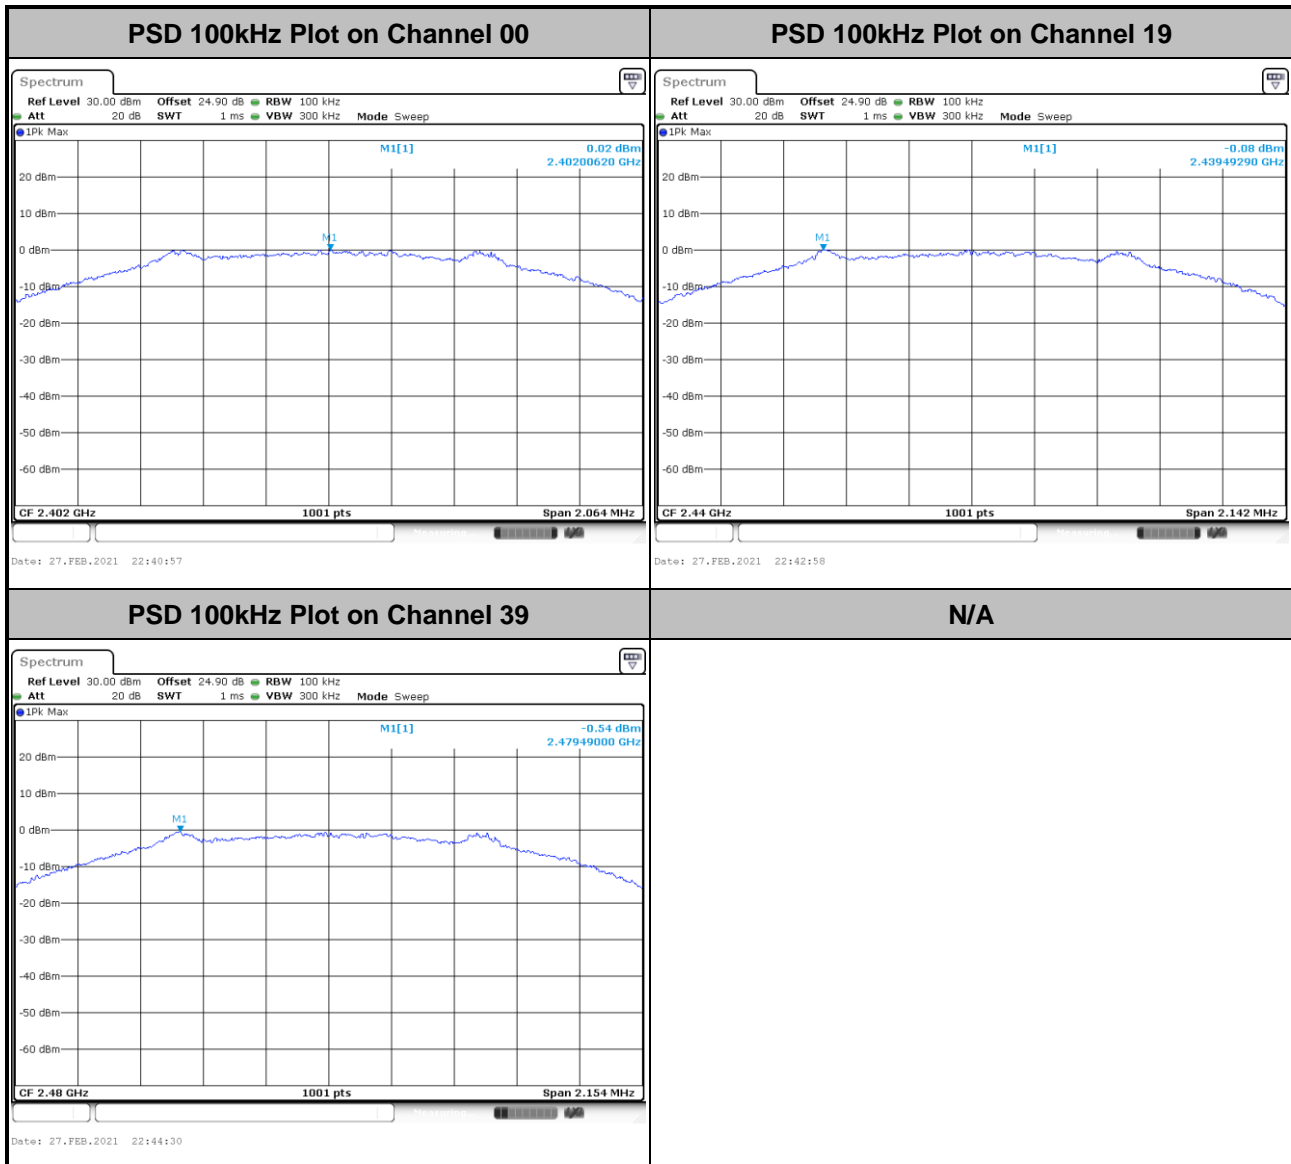 PSD 100kHz Plot on Channel 00
Spectrum
Ref Level 30.00 dBm Offset 24.90 dB RBW 100 kHz
Att 20 dB SWT 1 ms VBW 300 kHz Mode Sweep
1Pk Max
M1[1] 0.02 dBm
2.40200620 GHz
20 dBm
10 dBm
M1
0 dBm
-10 dBm
-20 dBm
-30 dBm
-40 dBm
-50 dBm
-60 dBm
CF 2.402 GHz 1001 pts Span 2.064 MHz
Measuring...
Date: 27.FEB.2021 22:40:57
PSD 100kHz Plot on Channel 19
Spectrum
Ref Level 30.00 dBm Offset 24.90 dB RBW 100 kHz
Att 20 dB SWT 1 ms VBW 300 kHz Mode Sweep
1Pk Max
M1[1] -0.08 dBm
2.43949290 GHz
20 dBm
10 dBm
M1
0 dBm
-10 dBm
-20 dBm
-30 dBm
-40 dBm
-50 dBm
-60 dBm
CF 2.44 GHz 1001 pts Span 2.142 MHz
Measuring...
Date: 27.FEB.2021 22:42:58
PSD 100kHz Plot on Channel 39
Spectrum
Ref Level 30.00 dBm Offset 24.90 dB RBW 100 kHz
Att 20 dB SWT 1 ms VBW 300 kHz Mode Sweep
1Pk Max
M1[1] -0.54 dBm
2.47949000 GHz
20 dBm
10 dBm
M1
0 dBm
-10 dBm
-20 dBm
-30 dBm
-40 dBm
-50 dBm
-60 dBm
CF 2.48 GHz 1001 pts Span 2.154 MHz
Measuring...
Date: 27.FEB.2021 22:44:30
N/A